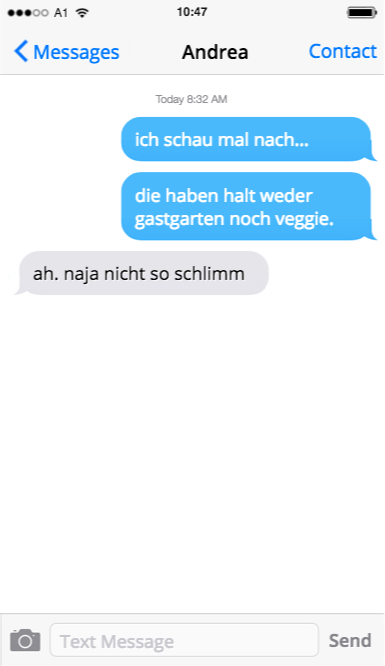 A1 10:47
Messages Andrea Contact
Today 8:32 AM
ich schau mal nach...
die haben halt weder
gastgarten noch veggie.
ah. naja nicht so schlimm
Text Message Send